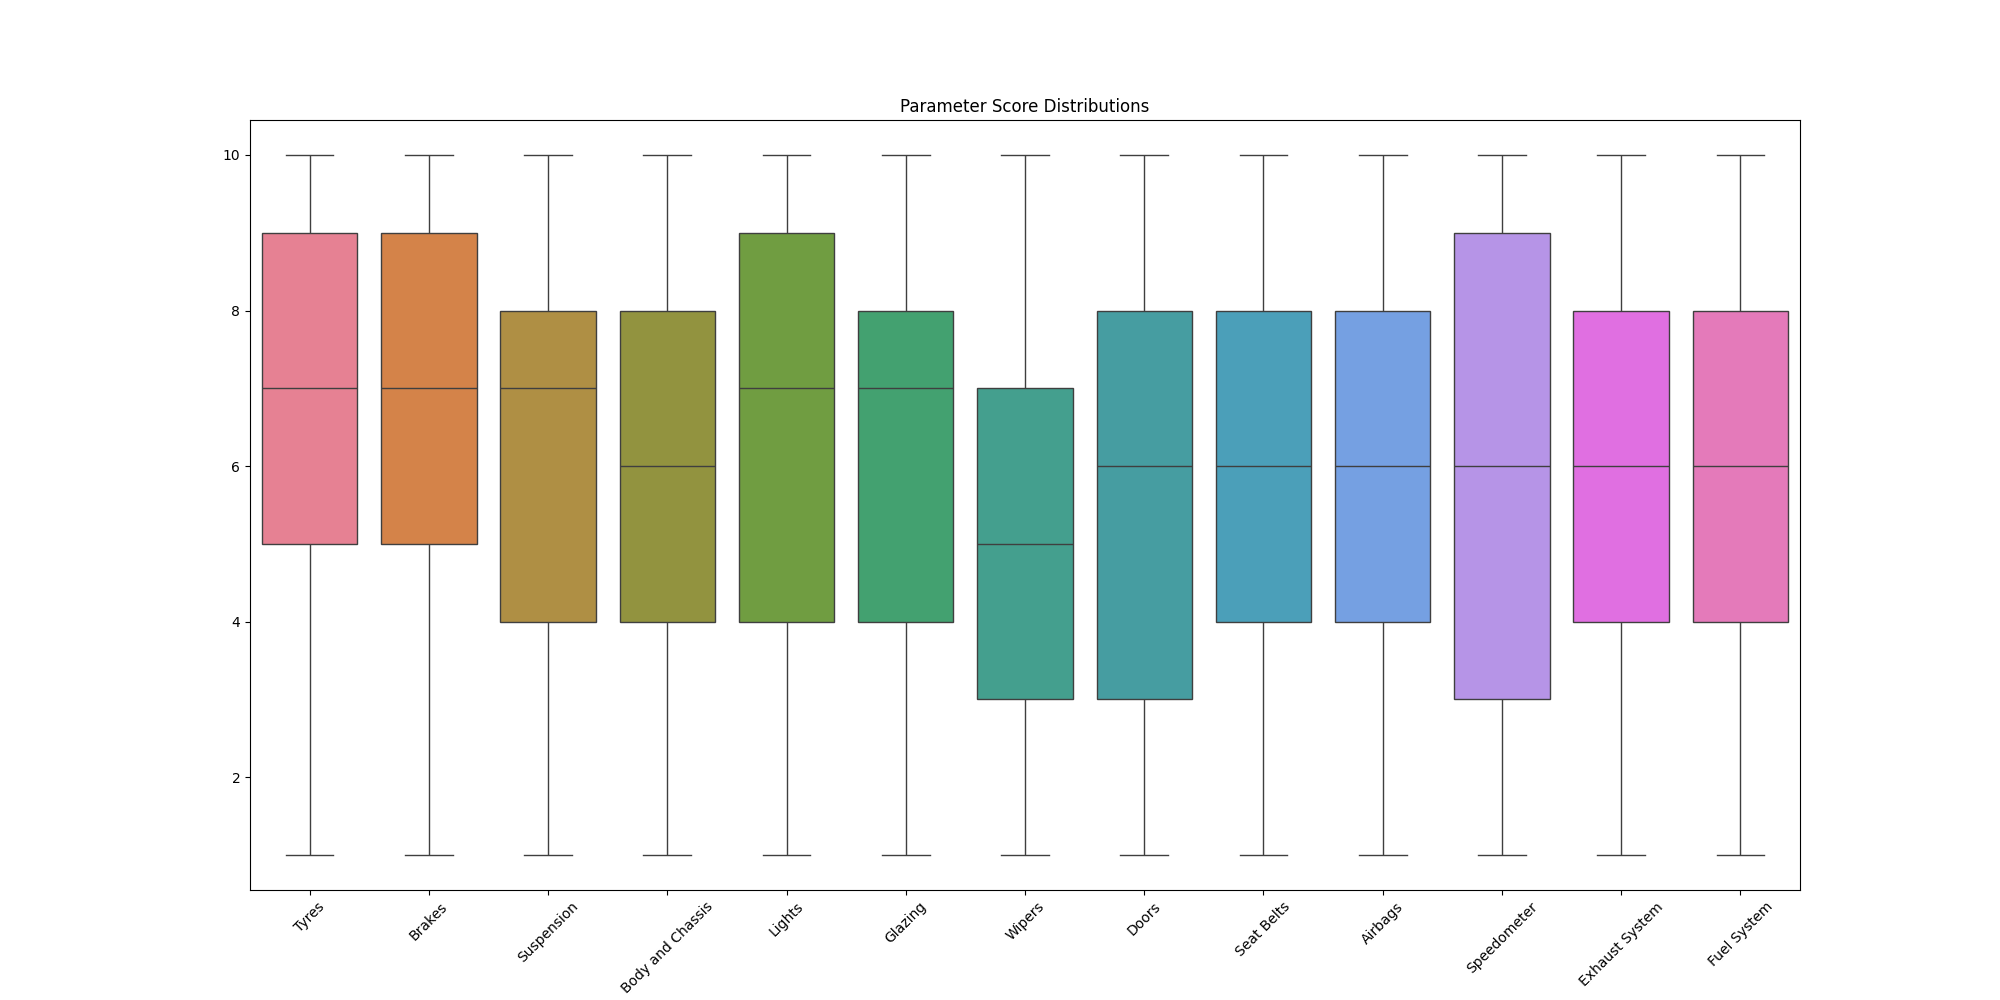 Parameter Score Distributions
10
8
6
4
2
Tyres
Brakes
Suspension
Body and Chassis
Lights
Glazing
Wipers
Doors
Seat Belts
Airbags
Speedometer
Exhaust System
Fuel System